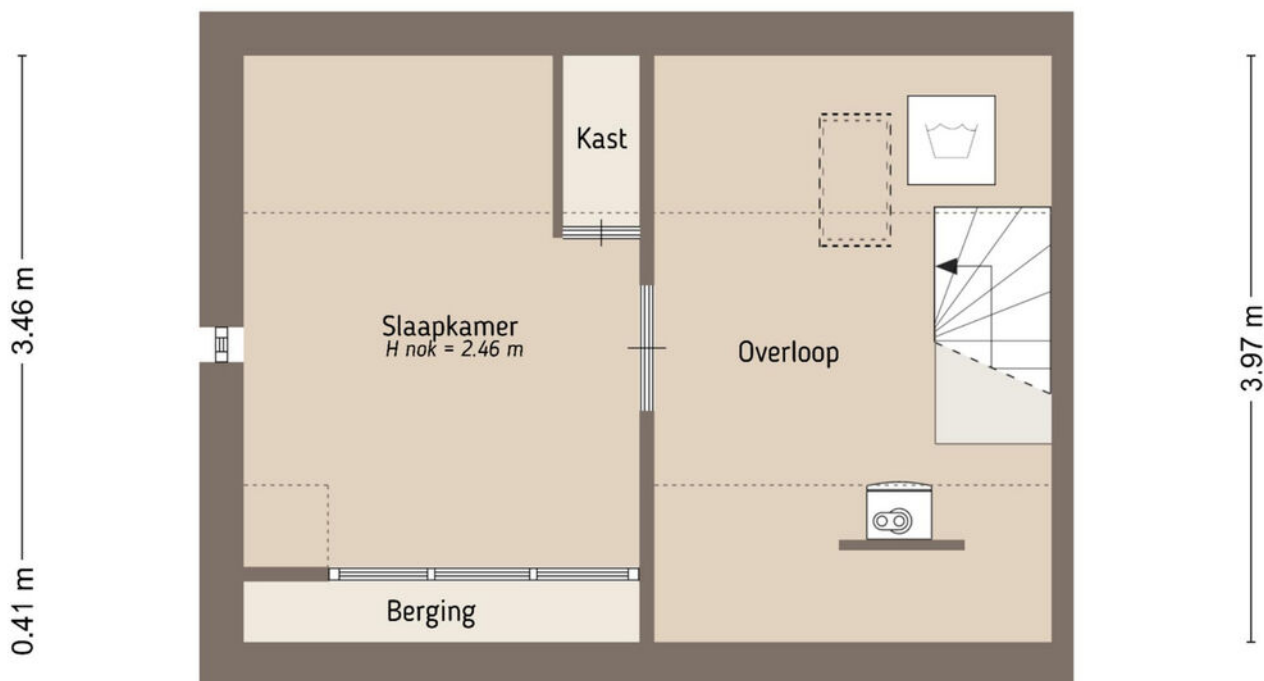 Kast
3.46 m
Slaapkamer
H nok = 2.46 m
Overloop
3.97 m
0.41 m
Berging